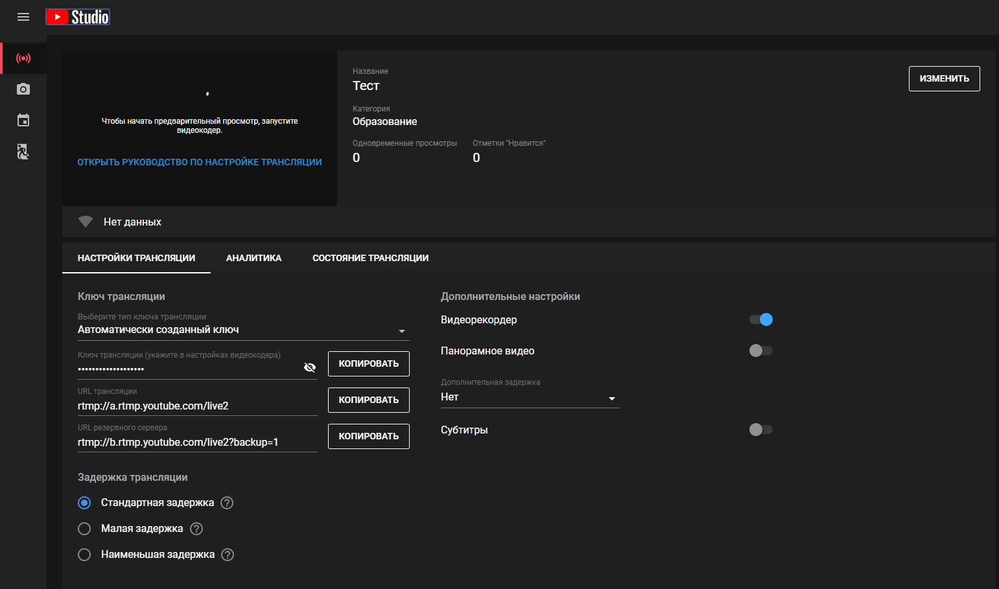 Studio
Название
Тест
ИЗМЕНИТЬ
Категория
Образование
Одновременные просмотры
Отметки "Нравится"
0
0
Чтобы начать предварительный просмотр, запустите
видеокодер.
ОТКРЫТЬ РУКОВОДСТВО ПО НАСТРОЙКЕ ТРАНСЛЯЦИИ
Нет данных
НАСТРОЙКИ ТРАНСЛЯЦИИ
АНАЛИТИКА
СОСТОЯНИЕ ТРАНСЛЯЦИИ
Ключ трансляции
Выберите тип ключа трансляции
Автоматически созданный ключ
Ключ трансляции (укажите в настройках видеокодера)
•••••••••••••••••••
КОПИРОВАТЬ
URL трансляции
rtmp://a.rtmp.youtube.com/live2
КОПИРОВАТЬ
URL резервного сервера
rtmp://b.rtmp.youtube.com/live2?backup=1
КОПИРОВАТЬ
Задержка трансляции
Стандартная задержка
Малая задержка
Наименьшая задержка
Дополнительные настройки
Видеорекордер
Панорамное видео
Дополнительная задержка
Нет
Субтитры